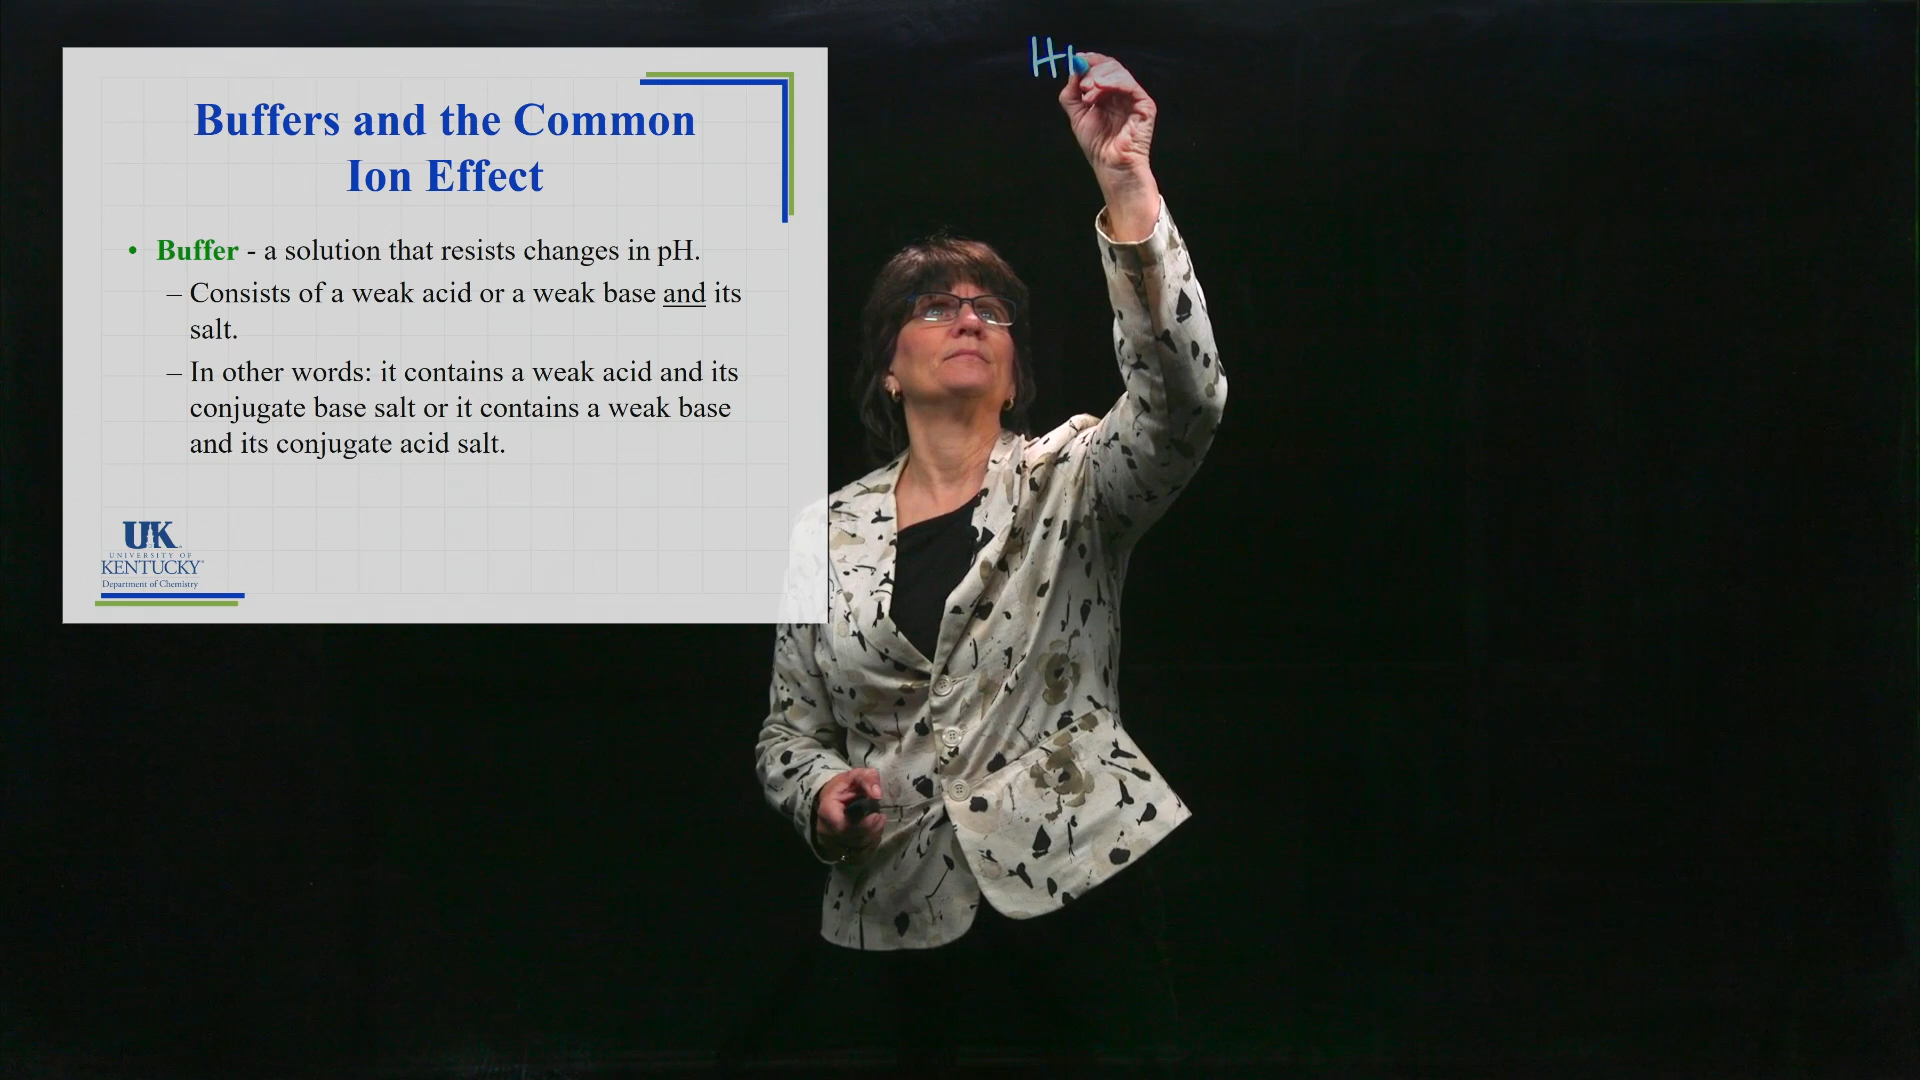 Buffers and the Common
Ion Effect
• Buffer - a solution that resists changes in pH.
– Consists of a weak acid or a weak base and its
salt.
– In other words: it contains a weak acid and its
conjugate base salt or it contains a weak base
and its conjugate acid salt.
UK
UNIVERSITY OF
KENTUCKY
Department of Chemistry
H